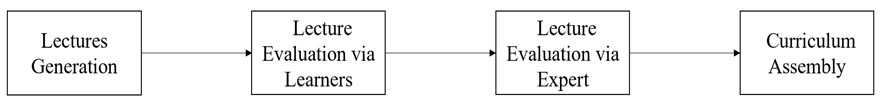 Lectures
Generation
Lecture
Evaluation via
Learners
Lecture
Evaluation via
Expert
Curriculum
Assembly